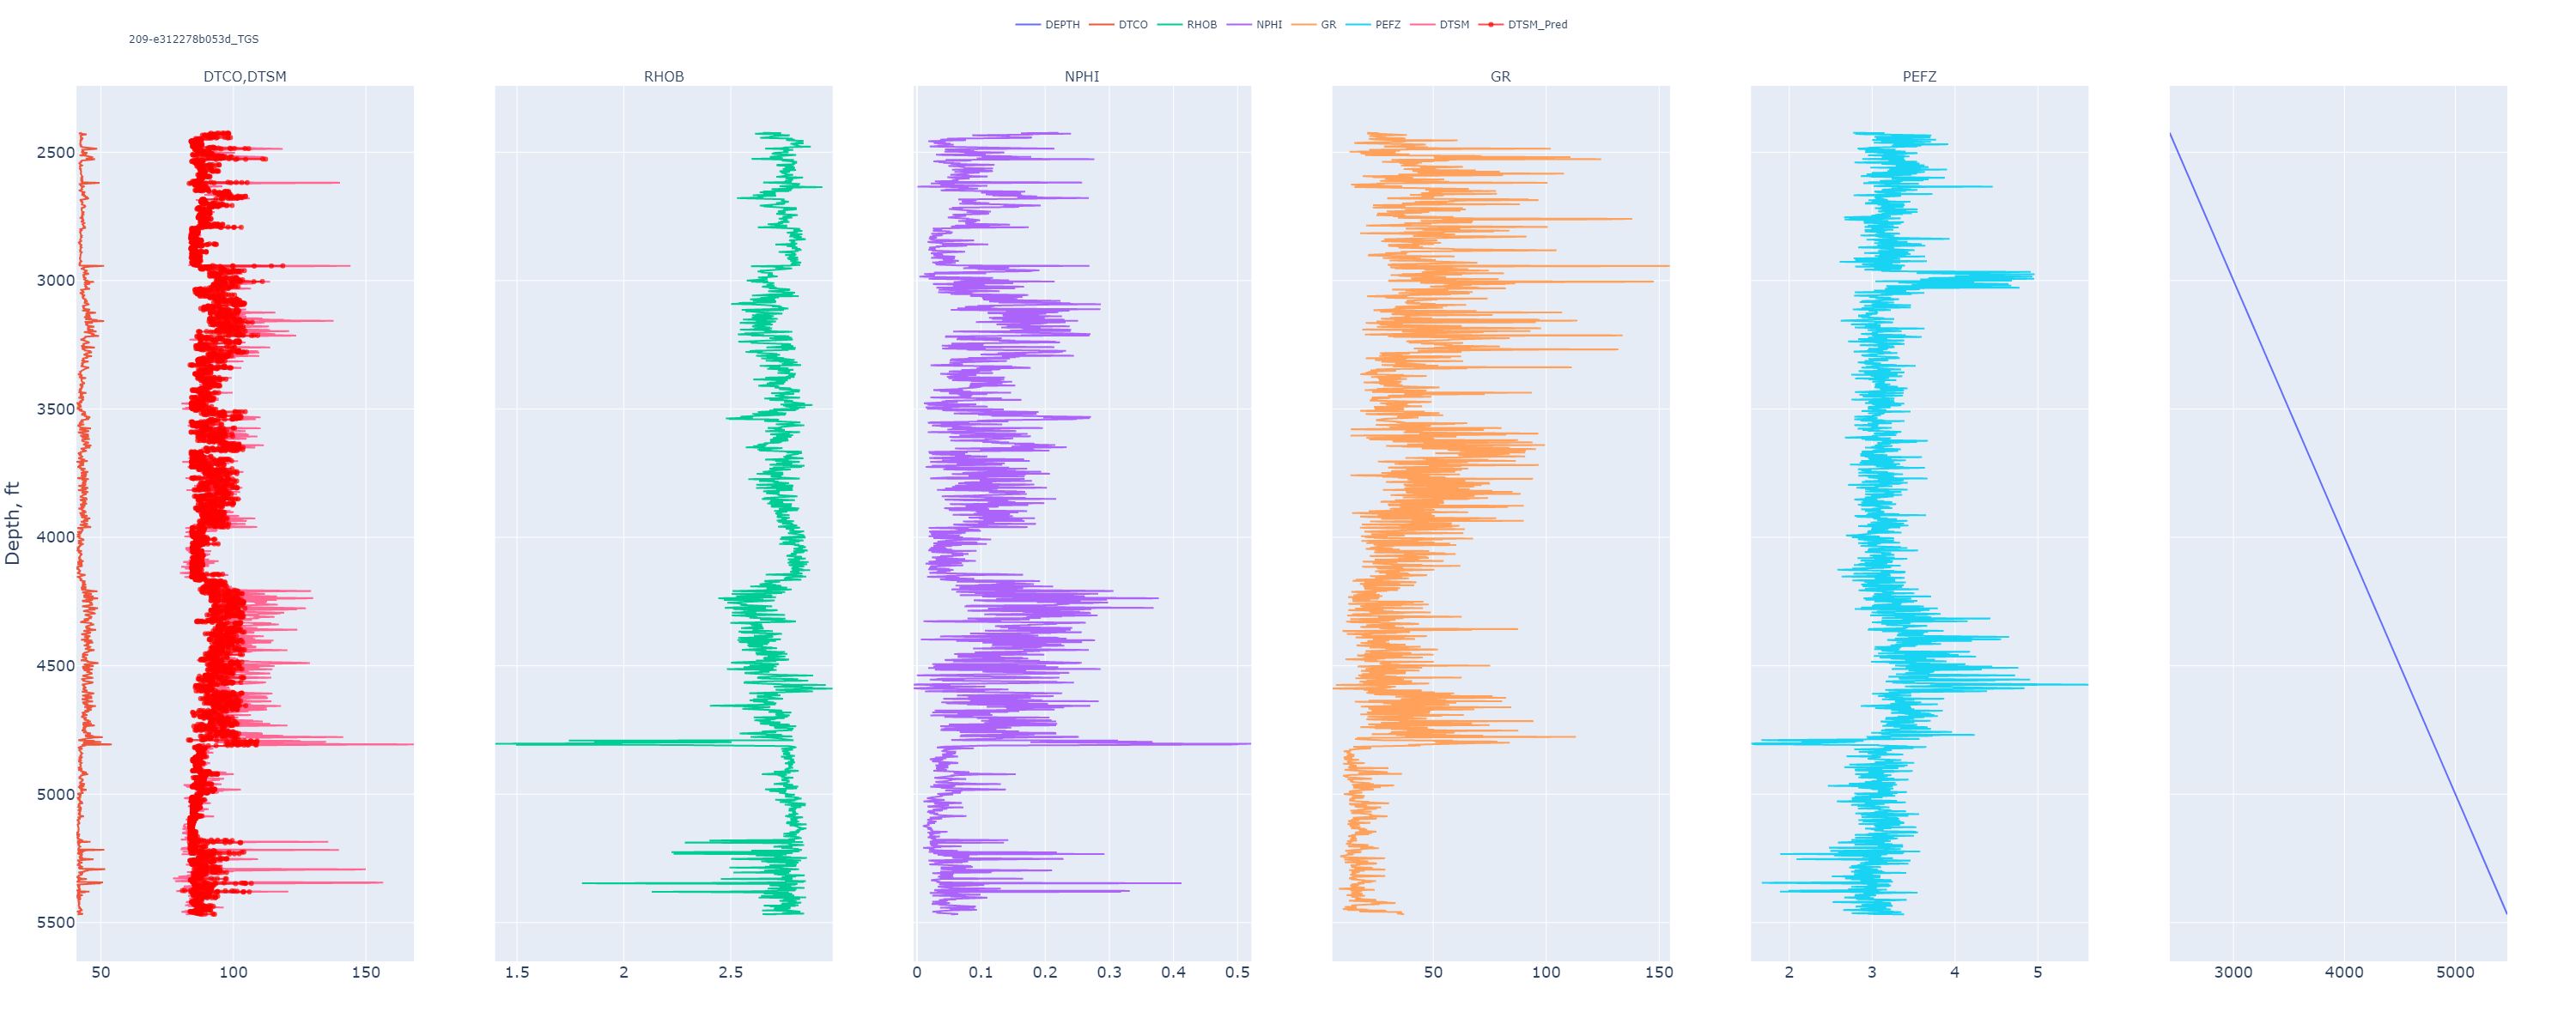 DEPTH DTCO RHOB NPHI GR PEFZ DTSM DTSM_Pred
209-e312278b053d_TGS
DTCO,DTSM RHOB NPHI GR PEFZ
Depth, ft
2500
3000
3500
4000
4500
5000
5500
50 100 150 1.5 2 2.5 0 0.1 0.2 0.3 0.4 0.5 50 100 150 2 3 4 5 3000 4000 5000